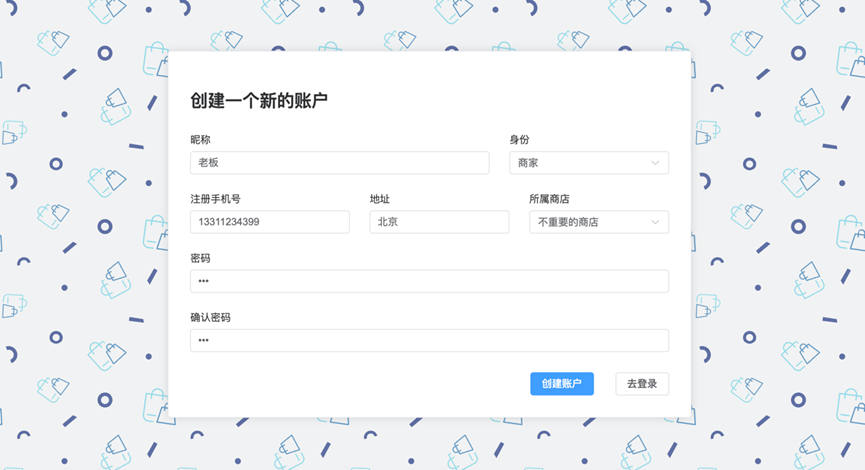 创建一个新的账户
昵称 身份
老板 商家
注册手机号 地址 所属商店
13311234399 北京 不重要的商店
密码
•••
确认密码
•••
创建账户 去登录